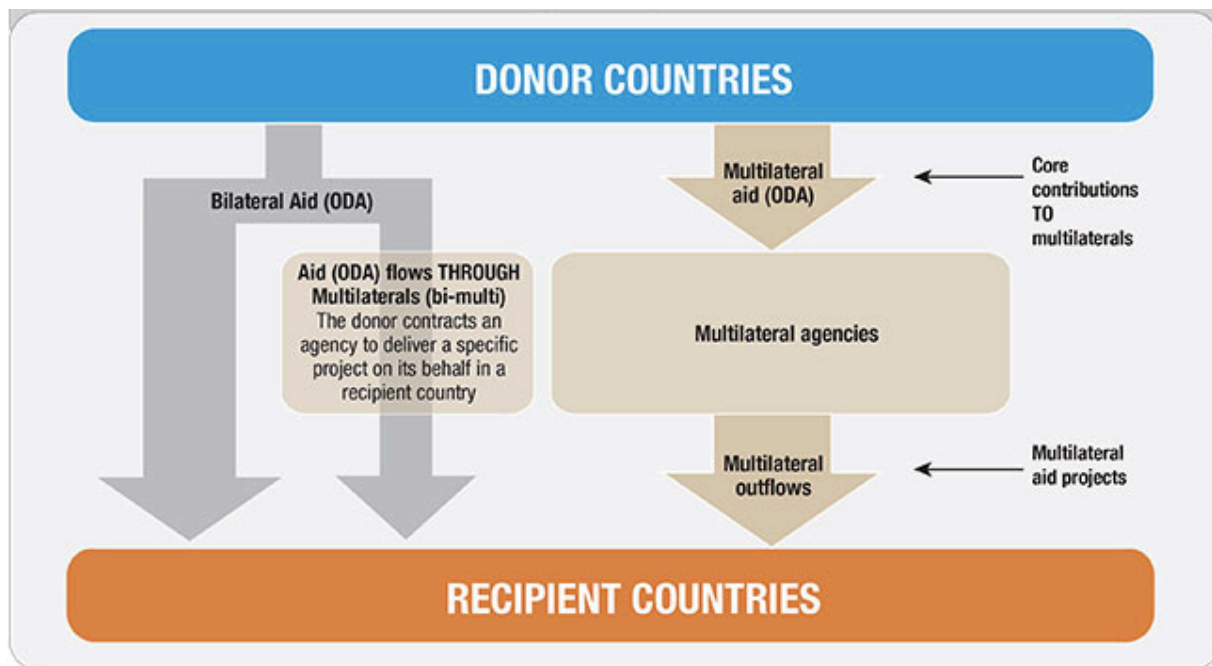 DONOR COUNTRIES
Bilateral Aid (ODA)
Aid (ODA) flows THROUGH
Multilaterals (bi-multi)
The donor contracts an
agency to deliver a specific
project on its behalf in a
recipient country
Multilateral
aid (ODA)
Core
contributions
TO
multilaterals
Multilateral agencies
Multilateral
outflows
Multilateral
aid projects
RECIPIENT COUNTRIES